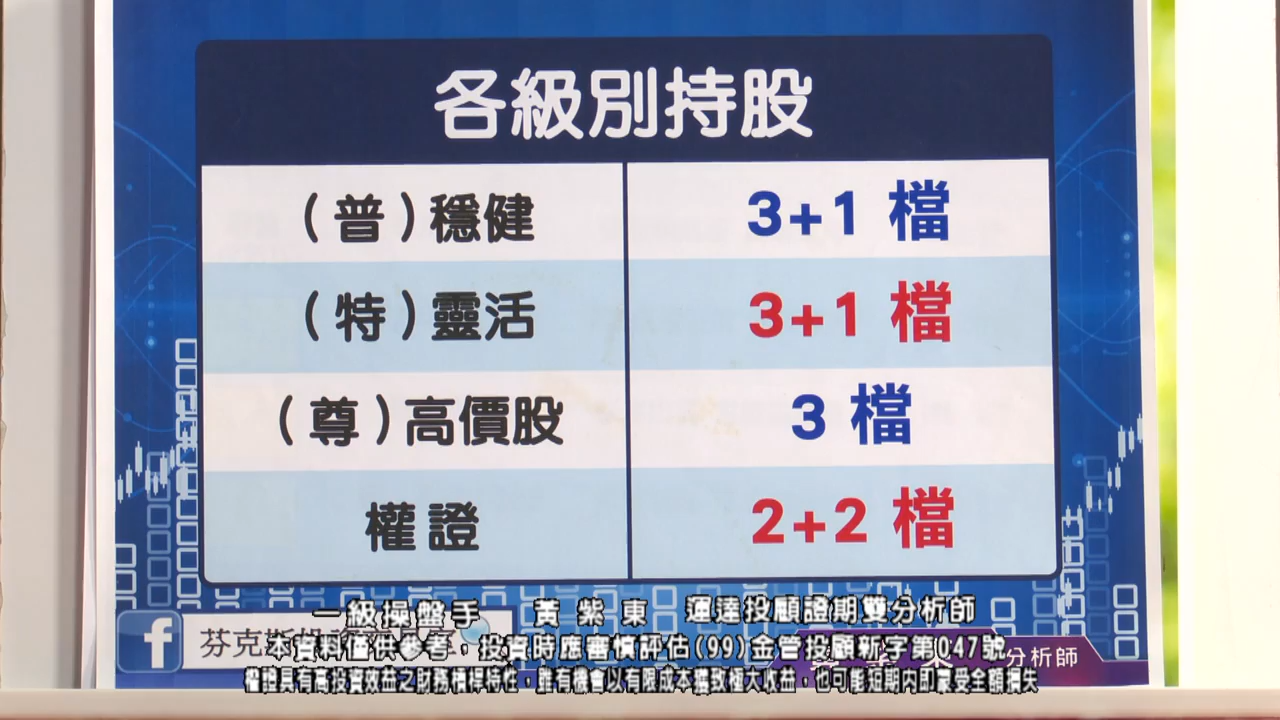 各級別持股
（普）穩健 3+1 檔
（特）靈活 3+1 檔
（尊）高價股 3 檔
權證 2+2 檔
一級操盤手 黃紫東 運達投顧證期雙分析師
芬克斯
本資料僅供參考，投資時應審慎評估(99)金管投顧新字第047號
分析師
權證具有高投資效益之財務槓桿特性，雖有機會以有限成本獲致極大收益，也可能短期內即蒙受全額損失